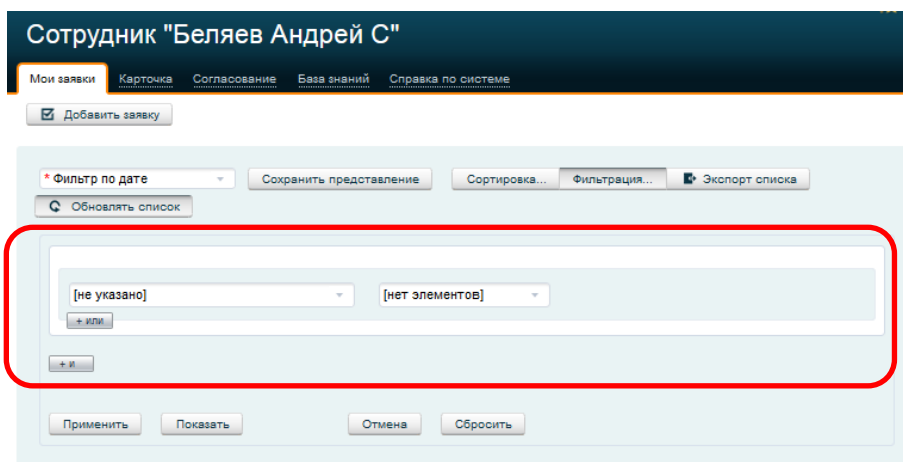 Сотрудник "Беляев Андрей С"
Мои заявки Карточка Согласование База знаний Справка по системе
Добавить заявку
* Фильтр по дате Сохранить представление Сортировка... Фильтрация... Экспорт списка
Обновлять список
[не указано] [нет элементов]
+ или
+ и
Применить Показать Отмена Сбросить